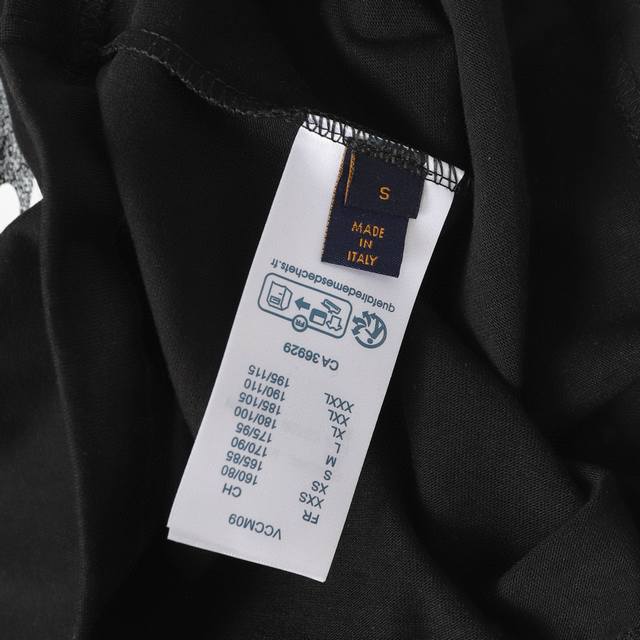 S
MADE
IN
ITALY
VCCM09
FR CH
XXS 160/80
XS 165/85
S 170/90
M 175/95
L 180/100
XL 185/105
XXL 190/110
XXXL 195/115
CA 36929
quefairedemesdechets.fr